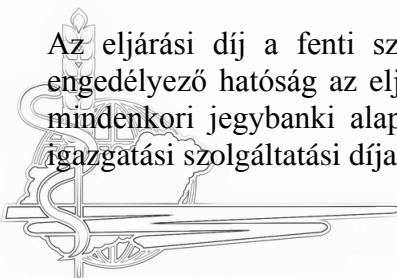 Az eljárási díj a fenti sz
engedélyező hatóság az elj
mindenkori jegybanki alap
igazgatási szolgáltatási díja